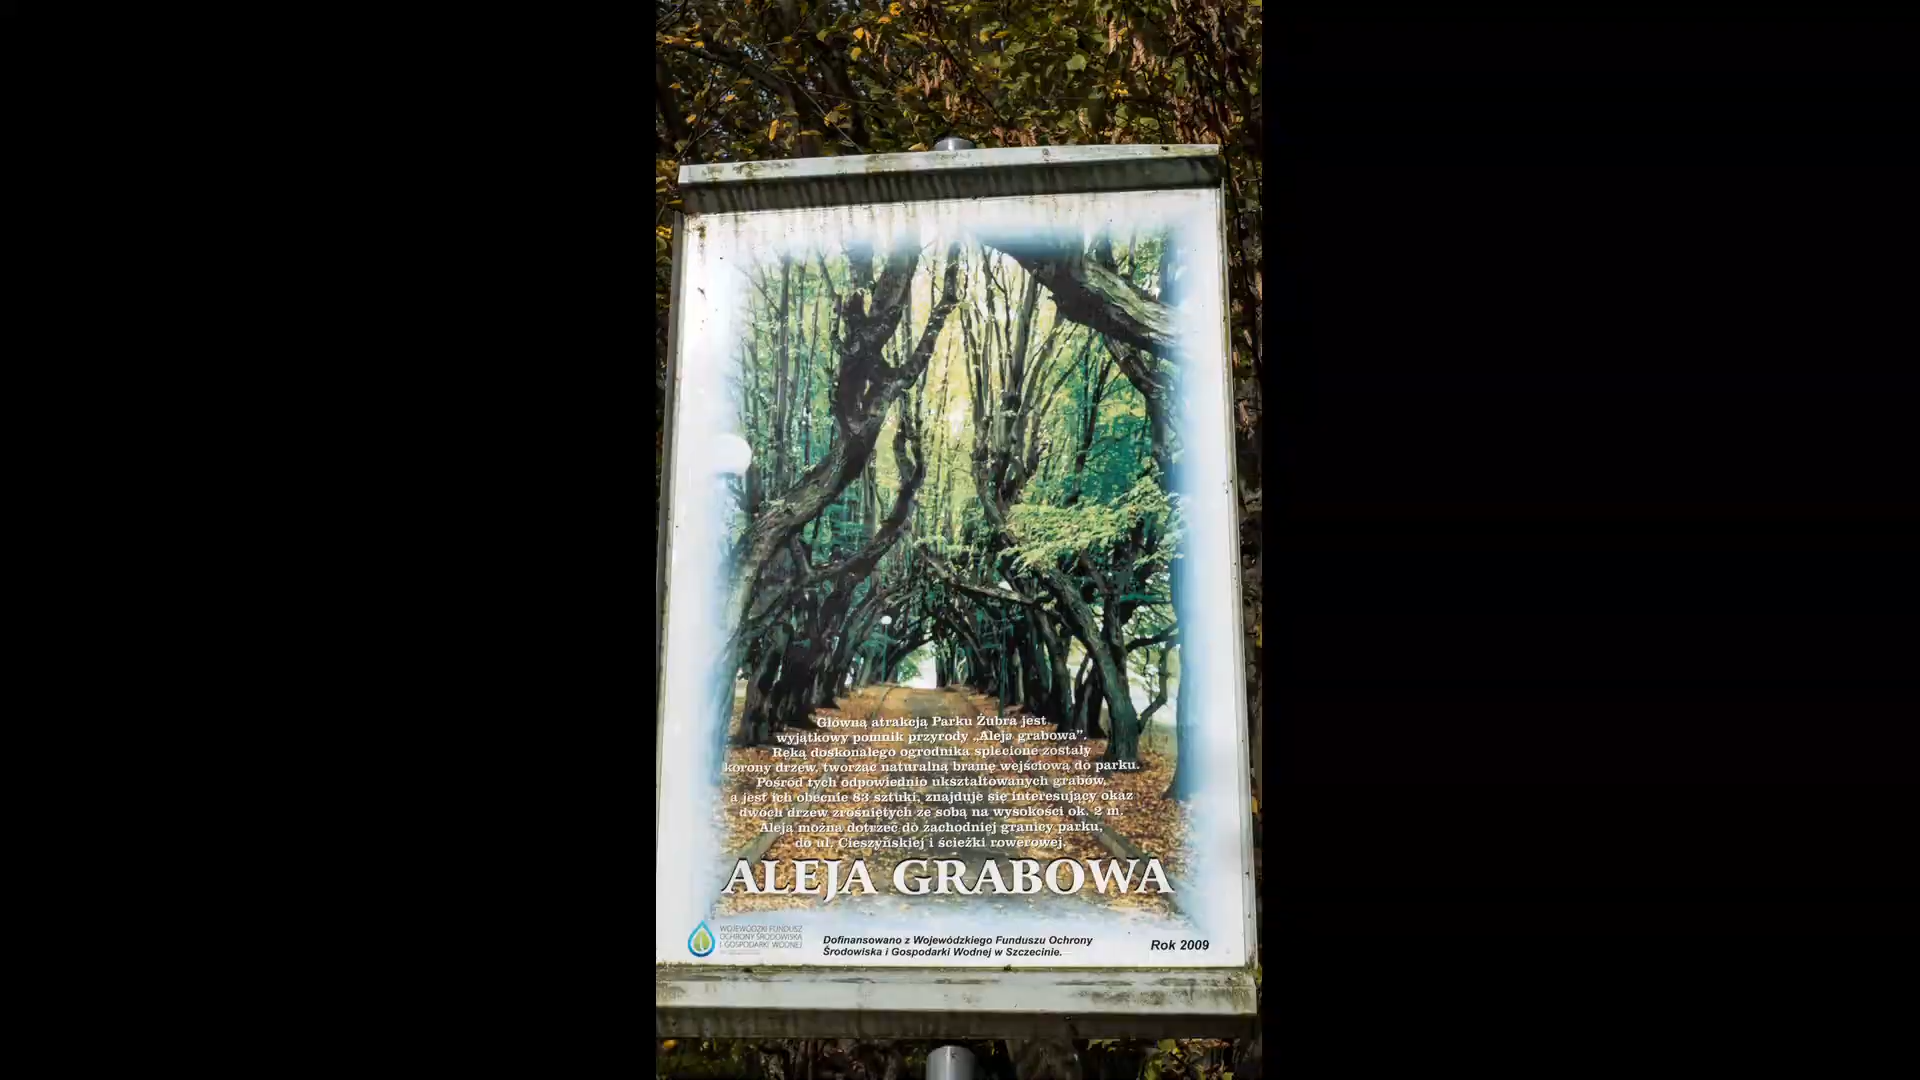 Główną atrakcją Parku Żubra jest
wyjątkowy pomnik przyrody „Aleja grabowa”.
Ręką doskonałego ogrodnika splecione zostały
korony drzew, tworząc naturalną bramę wejściową do parku.
Pośród tych odpowiednio ukształtowanych grabów,
a jest ich obecnie 83 sztuki, znajduje się interesujący okaz
dwóch drzew zrośniętych ze sobą na wysokości ok. 2 m.
Aleją można dotrzeć do zachodniej granicy parku,
do ul. Cieszyńskiej i ścieżki rowerowej.
ALEJA GRABOWA
WOJEWÓDZKI FUNDUSZ
OCHRONY ŚRODOWISKA
I GOSPODARKI WODNEJ
Dofinansowano z Wojewódzkiego Funduszu Ochrony
Środowiska i Gospodarki Wodnej w Szczecinie.
Rok 2009